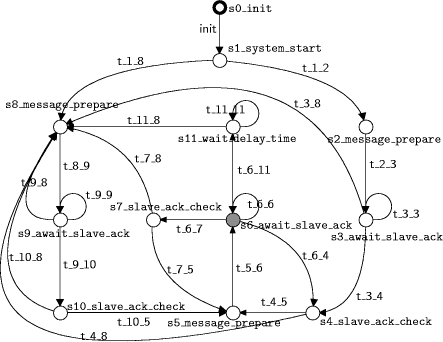 s0_init
init
s1_system_start
t_1_8
t_1_2
s8_message_prepare
t_11_11
t_3_8
t_11_8
s11_wait_delay_time
s2_message_prepare
t_7_8
t_8_9
t_6_11
t_2_3
t_9_8
t_9_9
s7_slave_ack_check
t_6_6
t_3_3
s6_await_slave_ack
t_6_7
s9_await_slave_ack
s3_await_slave_ack
t_10_8
t_9_10
t_7_5
t_5_6
t_6_4
t_3_4
s10_slave_ack_check
t_4_5
t_10_5
s5_message_prepare
s4_slave_ack_check
t_4_8